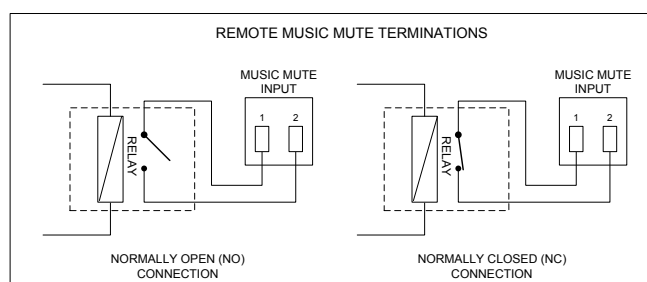 REMOTE MUSIC MUTE TERMINATIONS
MUSIC MUTE
INPUT
1 2
RELAY
NORMALLY OPEN (NO)
CONNECTION
MUSIC MUTE
INPUT
1 2
RELAY
NORMALLY CLOSED (NC)
CONNECTION